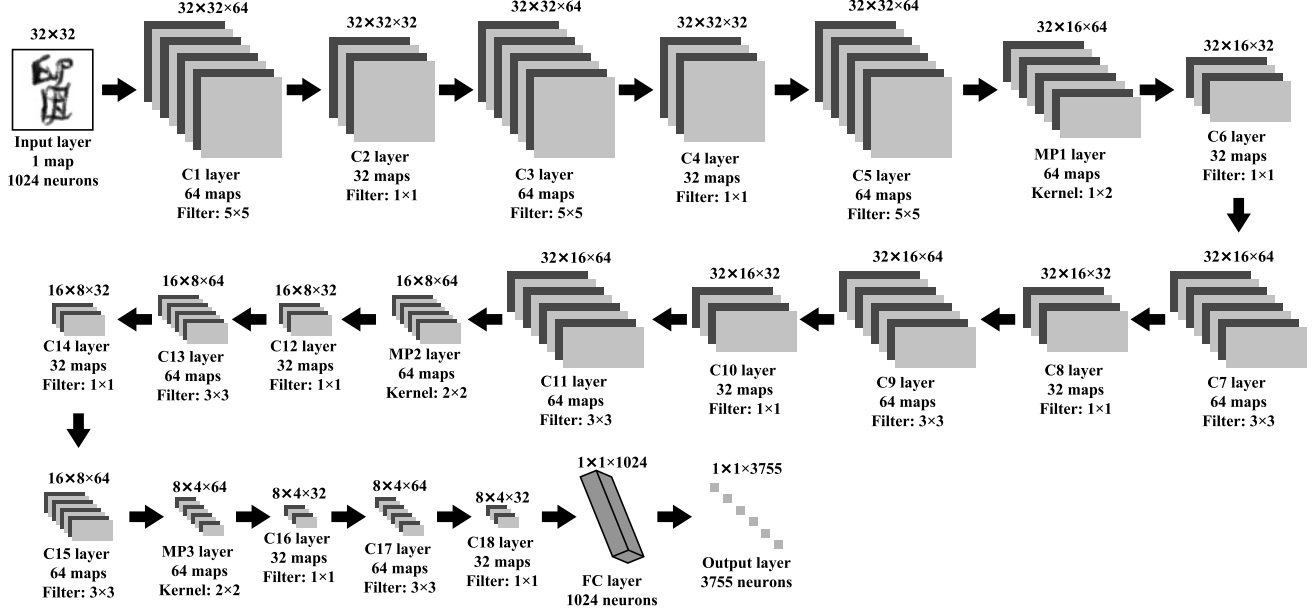 32×32
Input layer
1 map
1024 neurons
32×32×64
C1 layer
64 maps
Filter: 5×5
32×32×32
C2 layer
32 maps
Filter: 1×1
32×32×64
C3 layer
64 maps
Filter: 5×5
32×32×32
C4 layer
32 maps
Filter: 1×1
32×32×64
C5 layer
64 maps
Filter: 5×5
32×16×64
MP1 layer
64 maps
Kernel: 1×2
32×16×32
C6 layer
32 maps
Filter: 1×1
32×16×64
C7 layer
64 maps
Filter: 3×3
32×16×32
C8 layer
32 maps
Filter: 1×1
32×16×64
C9 layer
64 maps
Filter: 3×3
32×16×32
C10 layer
32 maps
Filter: 1×1
32×16×64
C11 layer
64 maps
Filter: 3×3
MP2 layer
64 maps
Kernel: 2×2
16×8×64
16×8×32
C12 layer
32 maps
Filter: 1×1
16×8×64
C13 layer
64 maps
Filter: 3×3
16×8×32
C14 layer
32 maps
Filter: 1×1
16×8×64
C15 layer
64 maps
Filter: 3×3
8×4×64
MP3 layer
64 maps
Kernel: 2×2
8×4×32
C16 layer
32 maps
Filter: 1×1
8×4×64
C17 layer
64 maps
Filter: 3×3
8×4×32
C18 layer
32 maps
Filter: 1×1
1×1×1024
FC layer
1024 neurons
1×1×3755
Output layer
3755 neurons